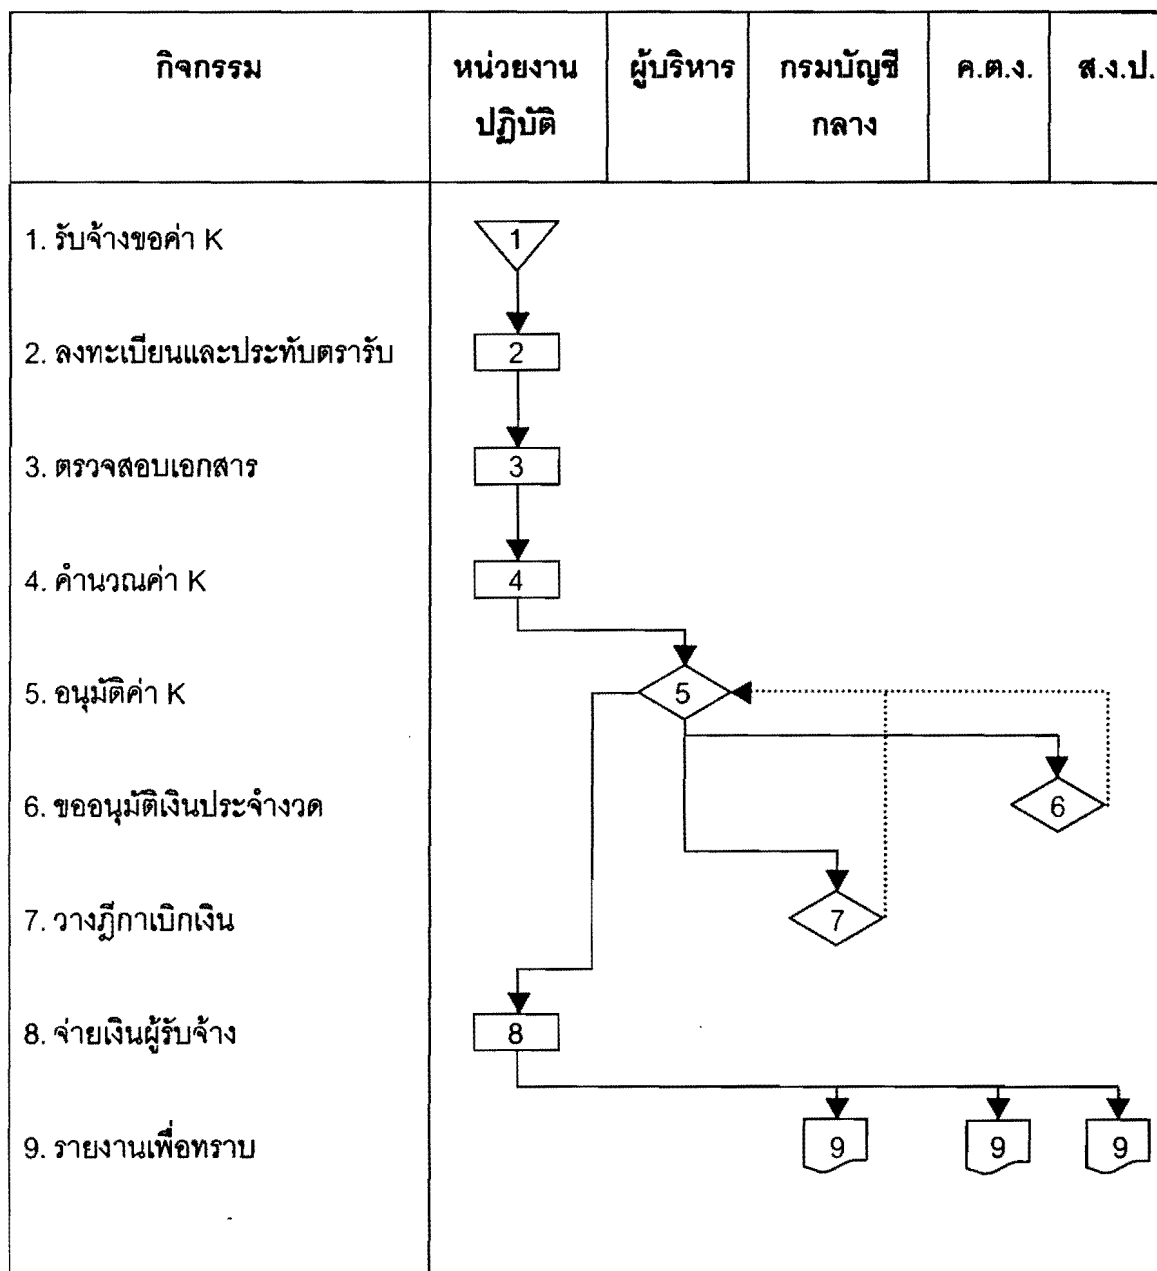 กิจกรรม
หน่วยงาน
ปฏิบัติ
ผู้บริหาร
กรมบัญชี
กลาง
ค.ต.ง.
ส.ง.ป.
1. รับจ้างขอค่า K
1
2. ลงทะเบียนและประทับตรารับ
2
3. ตรวจสอบเอกสาร
3
4. คำนวณค่า K
4
5. อนุมัติค่า K
5
6. ขออนุมัติเงินประจำงวด
6
7. วางฎีกาเบิกเงิน
7
8. จ่ายเงินผู้รับจ้าง
8
9. รายงานเพื่อทราบ
9
9
9